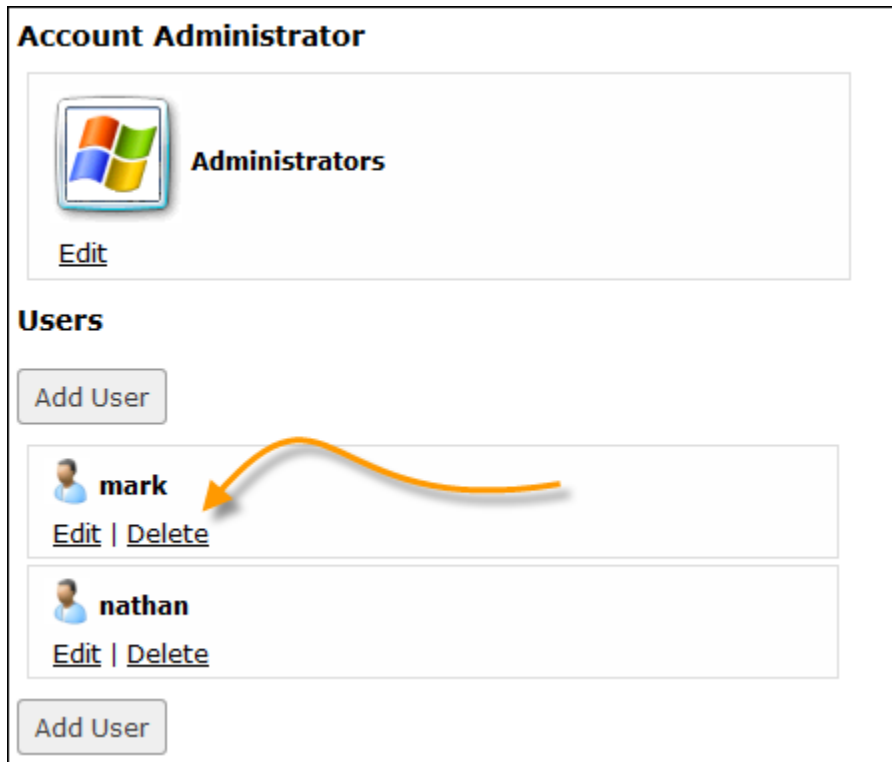 Account Administrator
Administrators
Edit
Users
Add User
mark
Edit | Delete
nathan
Edit | Delete
Add User